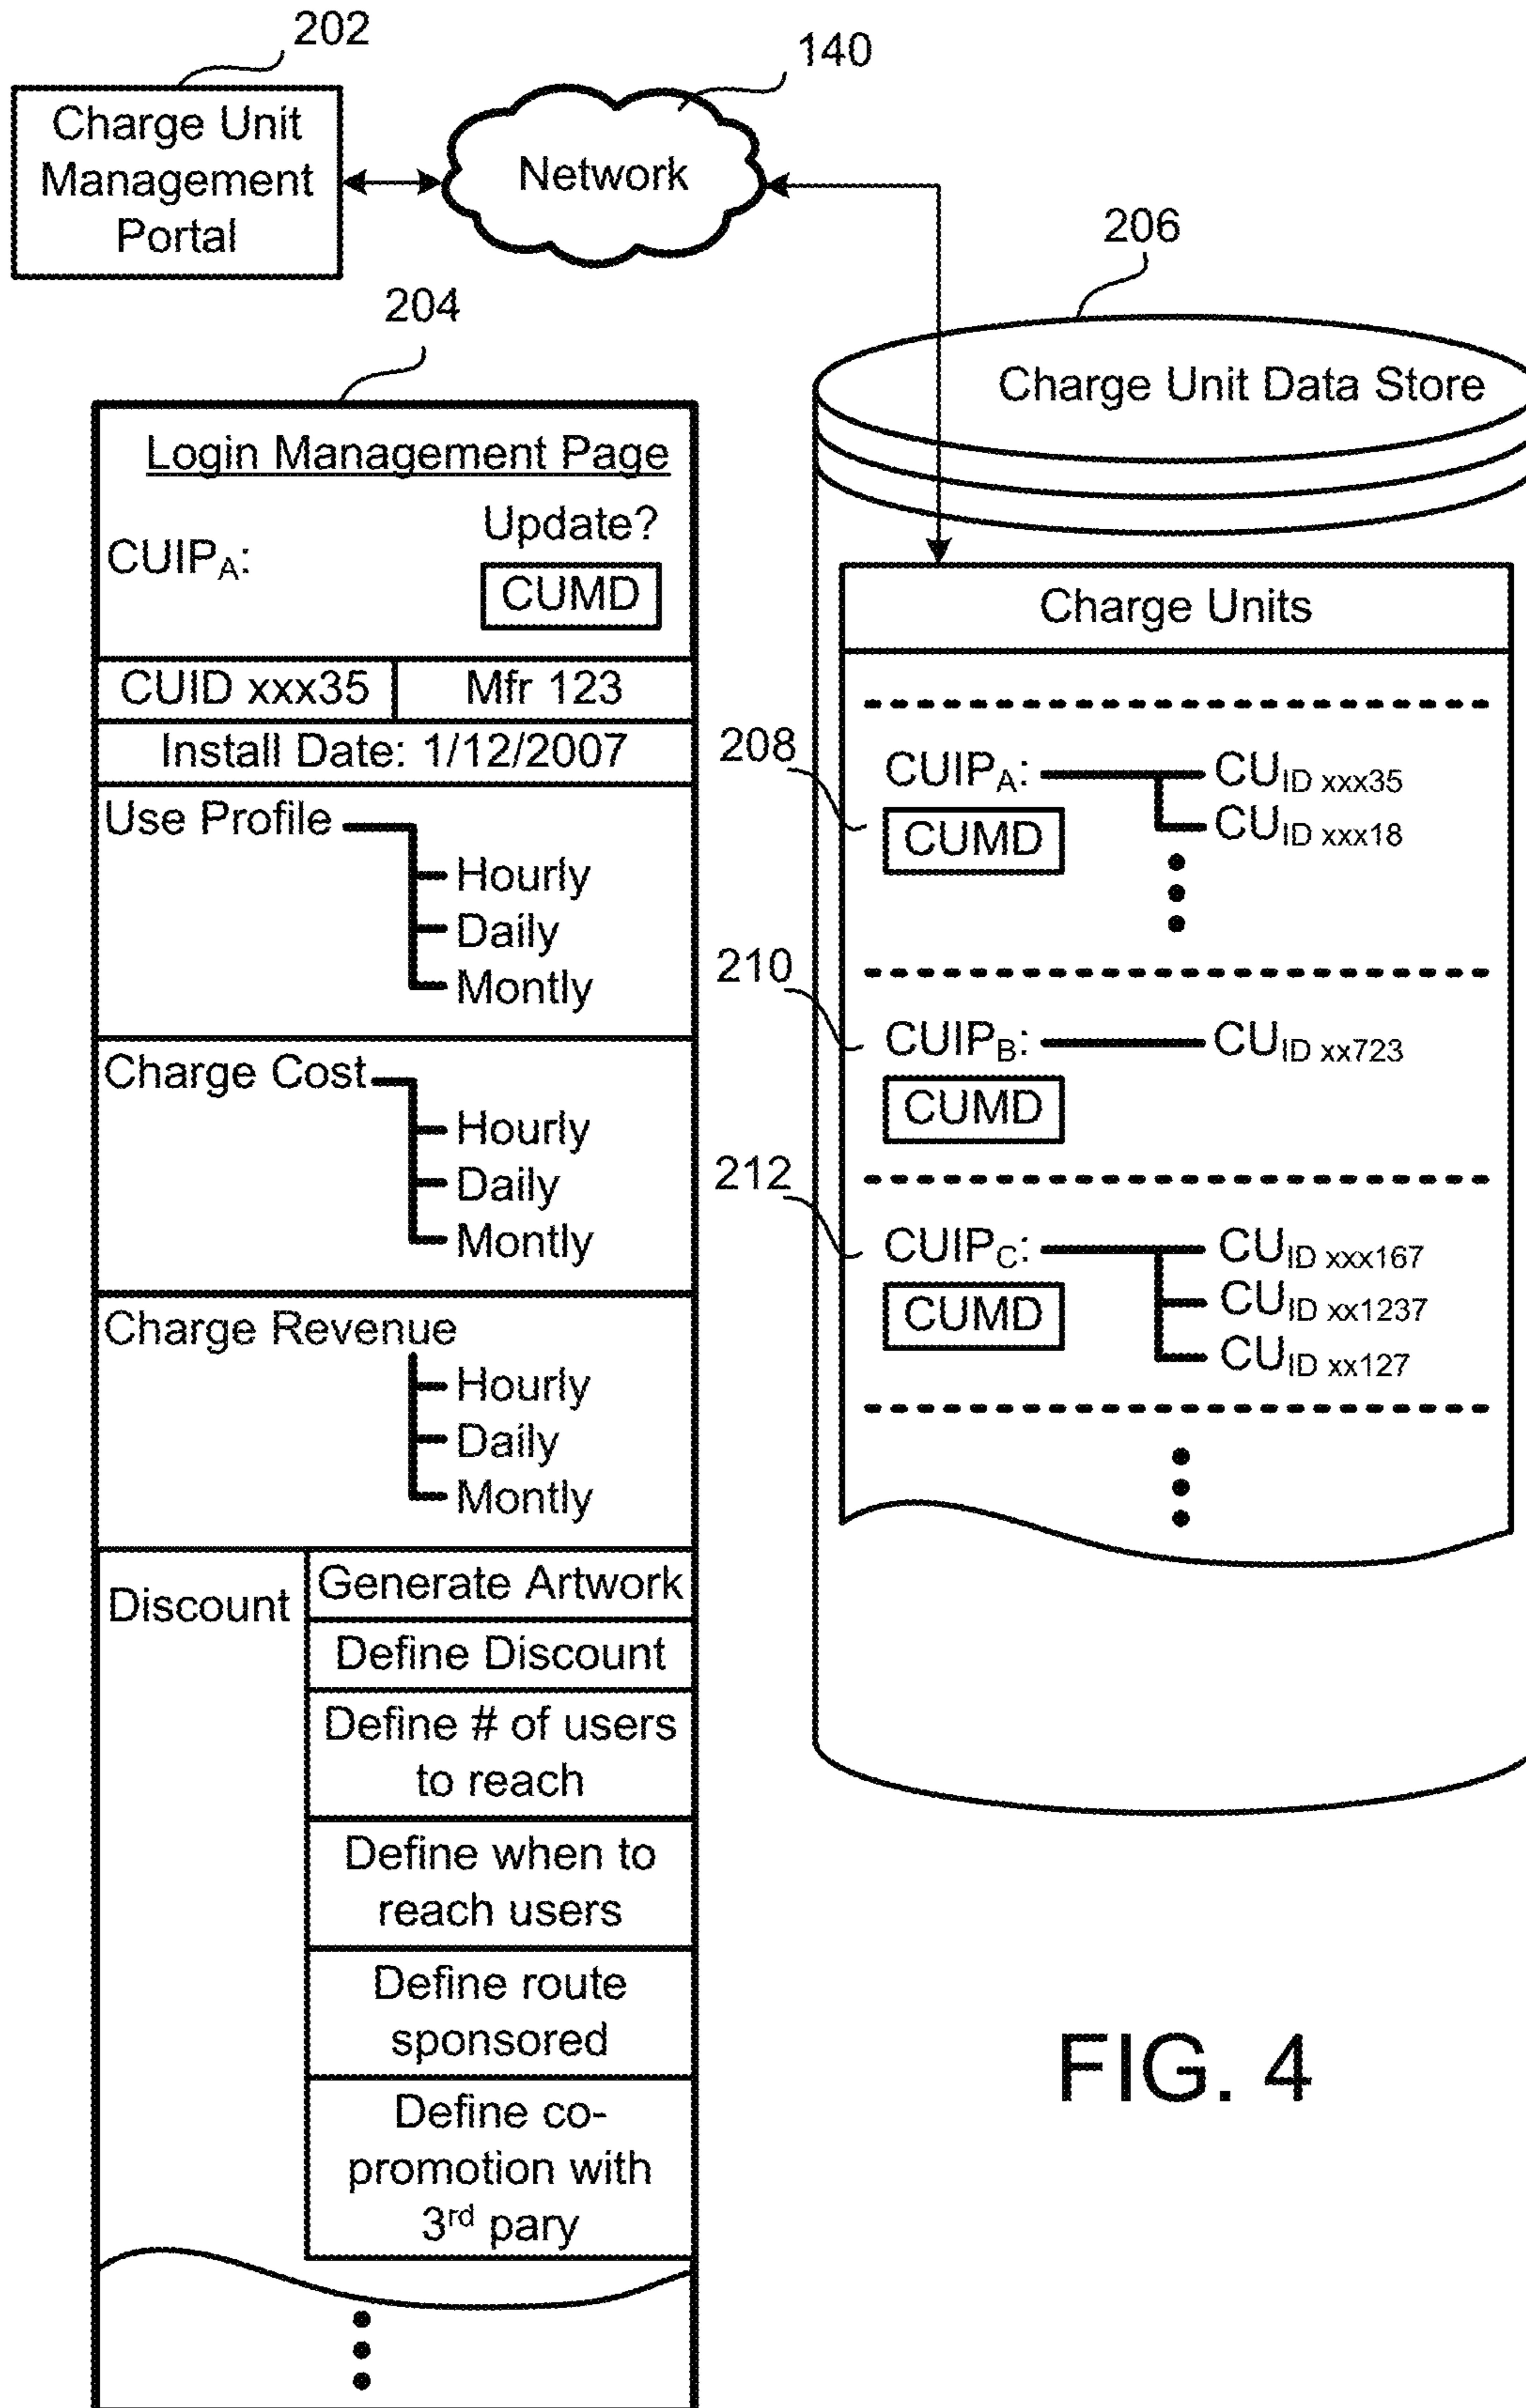 202
140
Charge Unit
Management
Portal
Network
206
204
Charge Unit Data Store
Login Management Page
Update?
CUIPA:
CUMD
CUID xxx35
Mfr 123
Install Date: 1/12/2007
Use Profile
Hourly
Daily
Montly
Charge Cost
Hourly
Daily
Montly
Charge Revenue
Hourly
Daily
Montly
Discount
Generate Artwork
Define Discount
Define # of users
to reach
Define when to
reach users
Define route
sponsored
Define co-
promotion with
3rd pary
Charge Units
208
CUIPA:
CUID xxx35
CUMD
CUID xxx18
210
CUIPB:
CUID xx723
CUMD
212
CUIPC:
CUID xxx167
CUMD
CUID xx1237
CUID xx127
FIG. 4